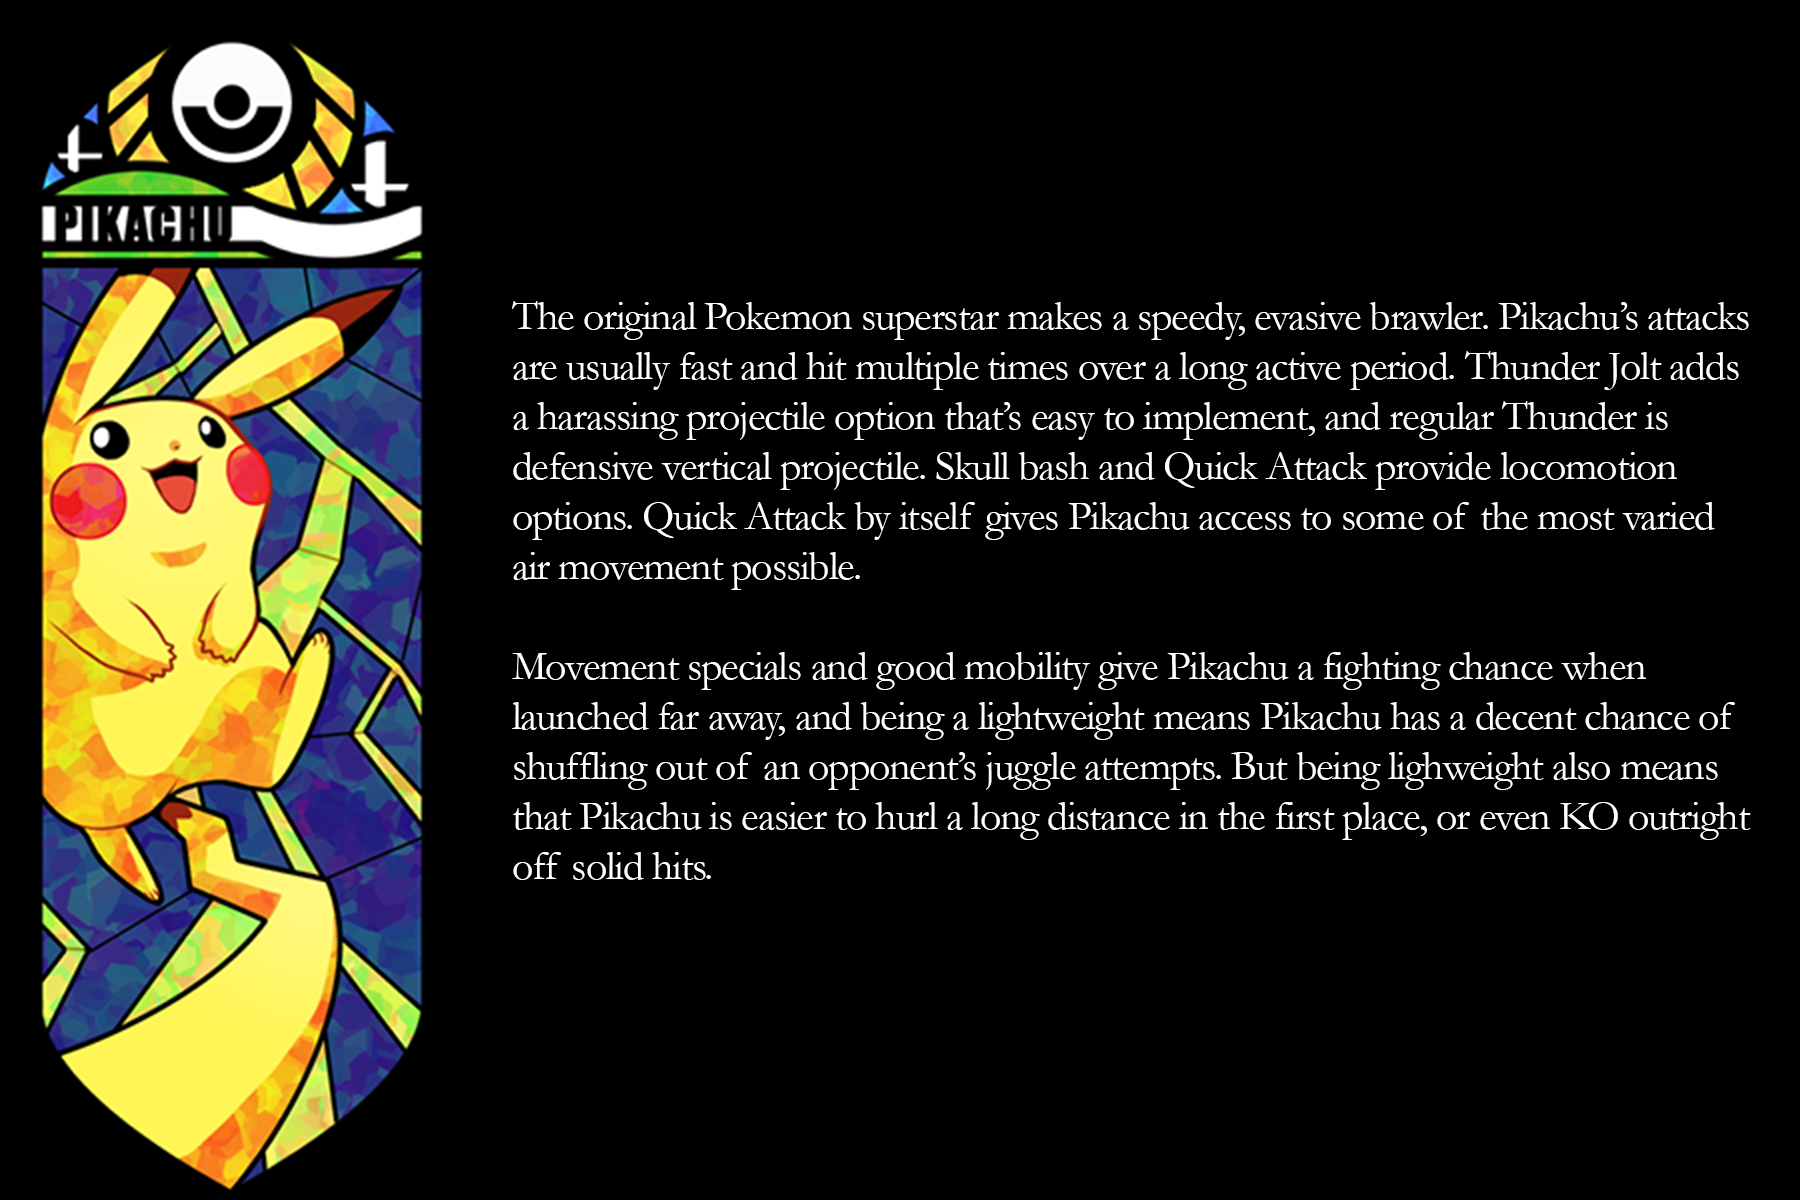 PIKACHU
The original Pokemon superstar makes a speedy, evasive brawler. Pikachu’s attacks
are usually fast and hit multiple times over a long active period. Thunder Jolt adds
a harassing projectile option that’s easy to implement, and regular Thunder is
defensive vertical projectile. Skull bash and Quick Attack provide locomotion
options. Quick Attack by itself gives Pikachu access to some of the most varied
air movement possible.
Movement specials and good mobility give Pikachu a fighting chance when
launched far away, and being a lightweight means Pikachu has a decent chance of
shuffling out of an opponent’s juggle attempts. But being lighweight also means
that Pikachu is easier to hurl a long distance in the first place, or even KO outright
off solid hits.